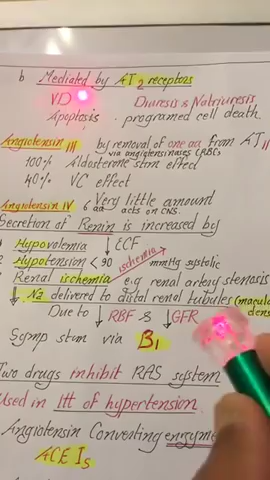 b Mediated by AT 2 receptors
VD Diuresis & Natriuresis
Apoptosis . programed cell death.
Angiotensin III by removal of one aa from AT II
via angiotensinases (RBCs
100% Aldosterone stim effect
40% VC effect
Angiotensin IV 6 aa Very little amount
acts on CNS.
Secretion of Renin is increased by
Hypovolemia ↓ ECF
2 Hypotension < 90 mmHg systolic
ischemia
Renal ischemia e.g renal artery stenosis
↓ Na delivered to distal renal tubules (macula
dens
Due to ↓ RBF & ↓ GFR
Symp stim via B1
Two drugs inhibit RAS system
Used in ttt of hypertension.
Angiotensin Converting enzyme
ACE Is